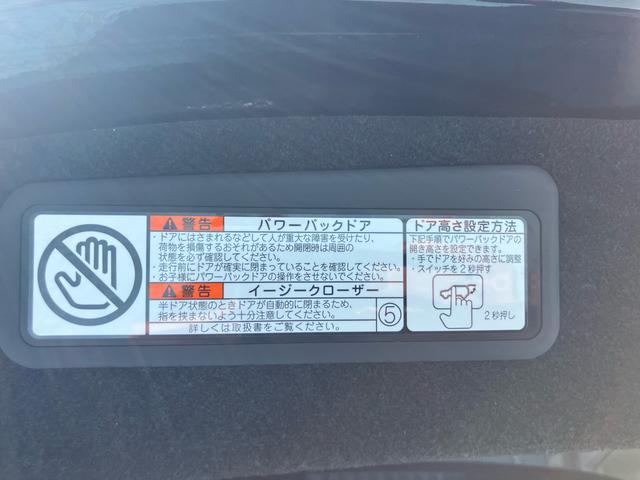 警告 パワーバックドア
・ドアにはさまれるなどして人が重大な障害を受けたり、
荷物を損傷するおそれがあるため開閉時は周囲の
状態を必ず確認してください。
・走行前にドアが確実に閉まっていることを確認してください。
・お子様にパワーバックドアの操作をさせないでください。
警告 イージークローザー
半ドア状態のときドアが自動的に閉まるため、
指を挟まないよう十分注意してください。
詳しくは取扱書をご覧ください。
⑤
ドア高さ設定方法
下記手順でパワーバックドアの
開き高さを設定できます。
・手でドアを好みの高さに調整
・スイッチを2秒押す
2秒押し